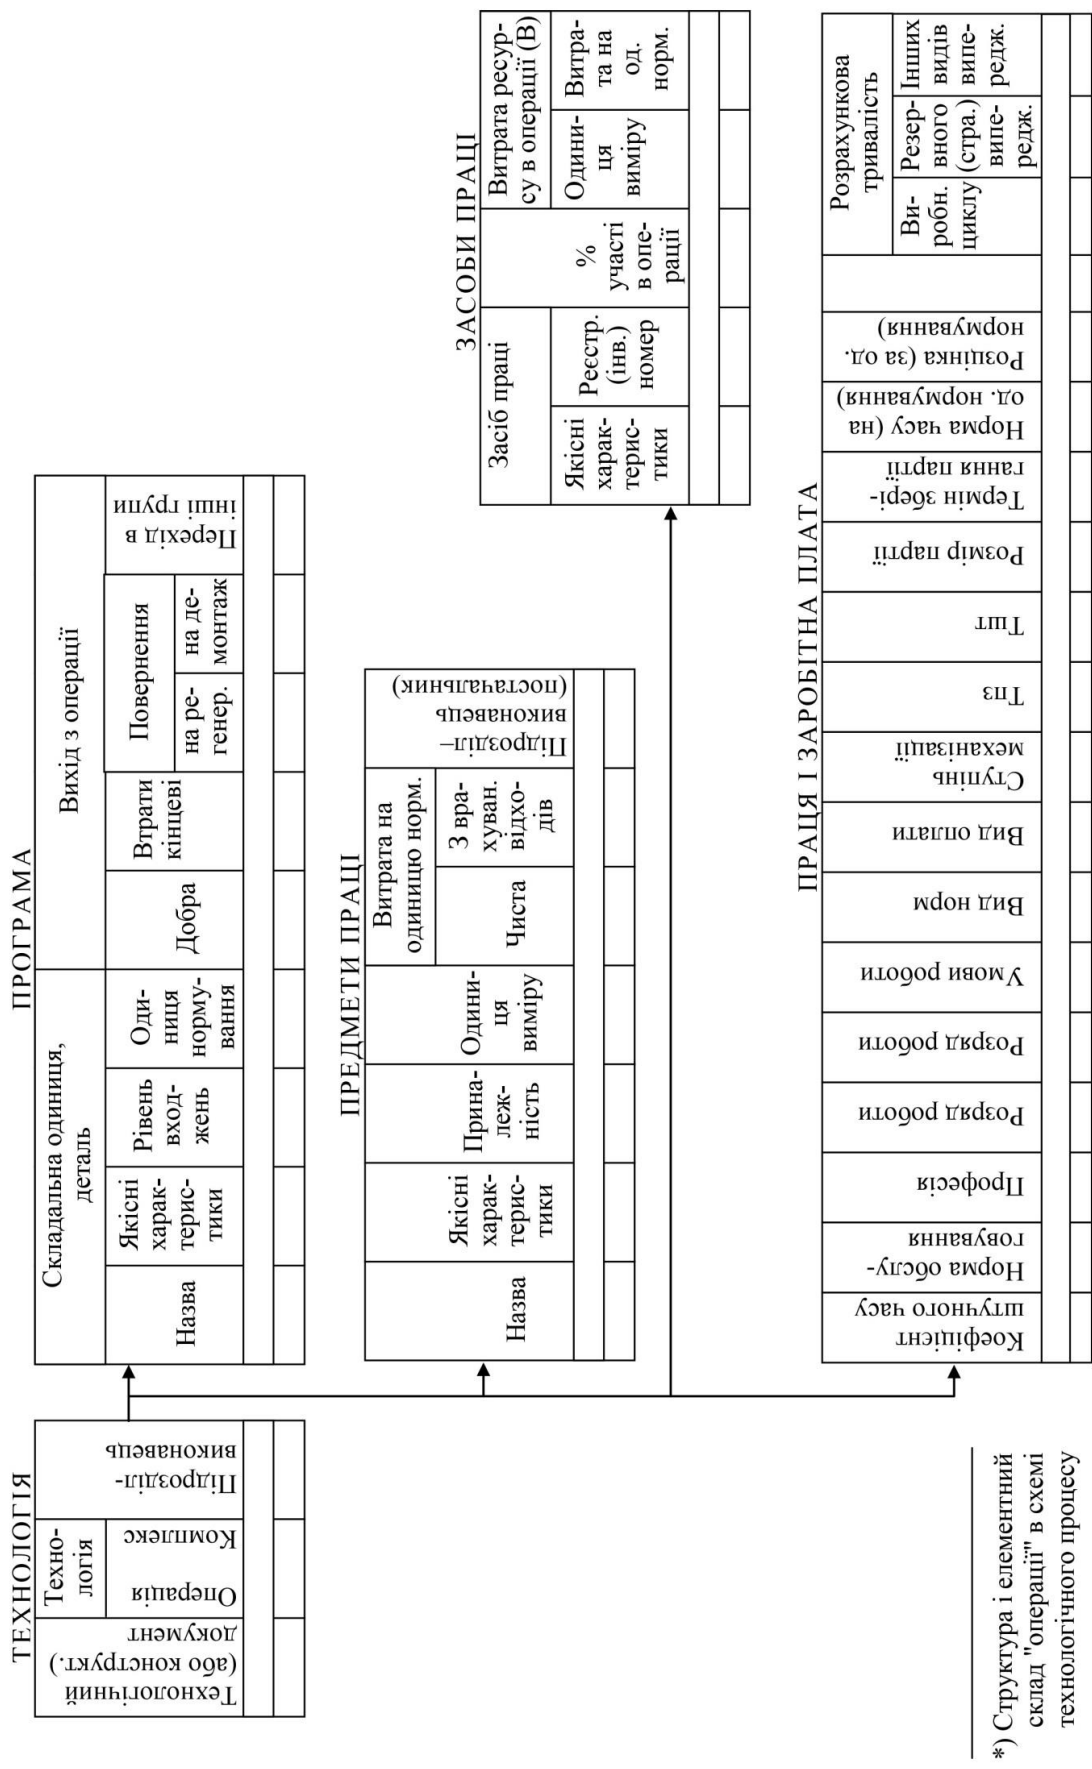 ТЕХНОЛОГІЯ
Технологічний
(або конструкт.)
документ
Техно-
логія
Операція
Комплекс
Підрозділ-
виконавець
ПРОГРАМА
Складальна одиниця,
деталь
Назва
Якісні
харак-
терис-
тики
Рівень
вход-
жень
Оди-
ниця
норму-
вання
Вихід з операції
Добра
Втрати
кінцеві
Повернення
на ре-
генер.
на де-
монтаж
Перехід в
інші групи
ПРЕДМЕТИ ПРАЦІ
Назва
Якісні
харак-
терис-
тики
Прина-
леж-
ність
Одини-
ця
виміру
Витрата на
одиницю норм.
Чиста
З вра-
хуван.
відхо-
дів
Підрозділ–
виконавець
(постачальник)
ЗАСОБИ ПРАЦІ
Засіб праці
Якісні
харак-
терис-
тики
Реєстр.
(інв.)
номер
%
участі
в опе-
рації
Витрата ресур-
су в операції (В)
Одини-
ця
виміру
Витра-
та на
од.
норм.
ПРАЦЯ І ЗАРОБІТНА ПЛАТА
Коефіцієнт
штучного часу
Норма обслу-
говування
Професія
Розряд роботи
Розряд роботи
Умови роботи
Вид норм
Вид оплати
Ступінь
механізації
Тпз
Тшт
Розмір партії
Термін збері-
гання партії
Норма часу (на
од. нормування)
Розцінка (за од.
нормування)
Розрахункова
тривалість
Ви-
робн.
циклу
Резер-
вного
(стра.)
випе-
редж.
Інших
видів
випе-
редж.
*) Структура і елементний
склад "операції" в схемі
технологічного процесу